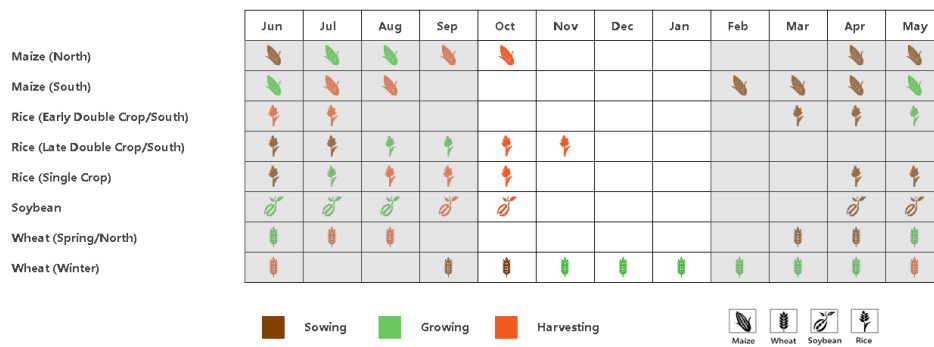 Jun Jul Aug Sep Oct Nov Dec Jan Feb Mar Apr May
Maize (North)
Maize (South)
Rice (Early Double Crop/South)
Rice (Late Double Crop/South)
Rice (Single Crop)
Soybean
Wheat (Spring/North)
Wheat (Winter)
Sowing Growing Harvesting
Maize Wheat Soybean Rice